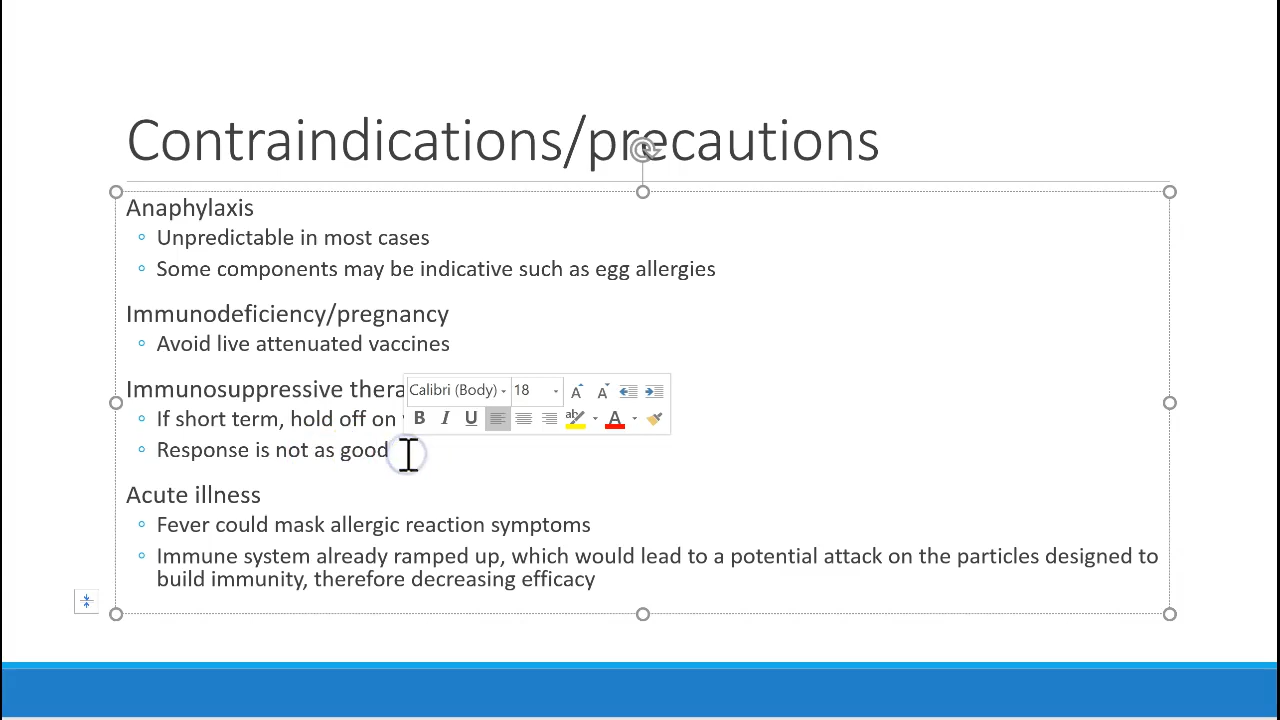 Contraindications/precautions
Anaphylaxis
Unpredictable in most cases
Some components may be indicative such as egg allergies
Immunodeficiency/pregnancy
Avoid live attenuated vaccines
Immunosuppressive thera
Calibri (Body) 18
If short term, hold off on
B I U ab A
Response is not as good
Acute illness
Fever could mask allergic reaction symptoms
Immune system already ramped up, which would lead to a potential attack on the particles designed to
build immunity, therefore decreasing efficacy